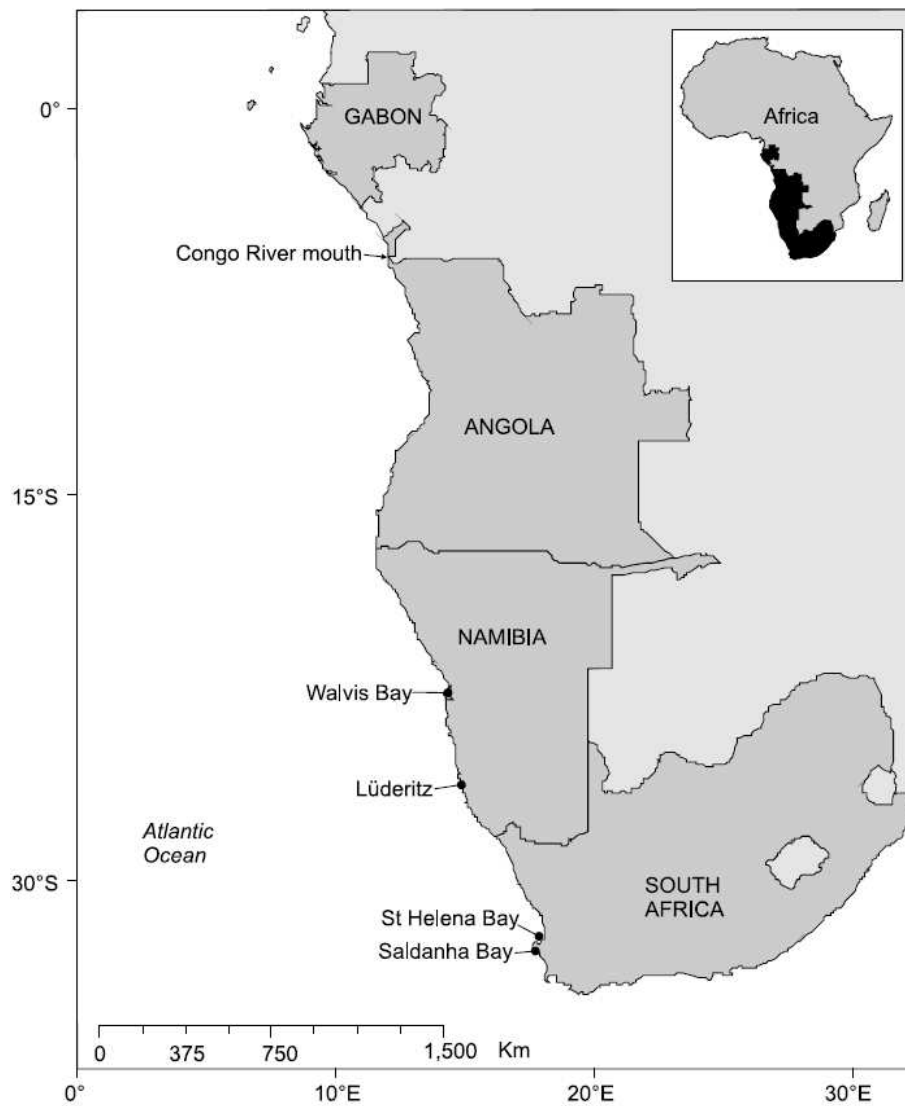 0°
GABON
Africa
Congo River mouth
ANGOLA
15°S
NAMIBIA
Walvis Bay
Lüderitz
Atlantic
Ocean
30°S
SOUTH
AFRICA
St Helena Bay
Saldanha Bay
0 375 750 1,500 Km
0° 10°E 20°E 30°E